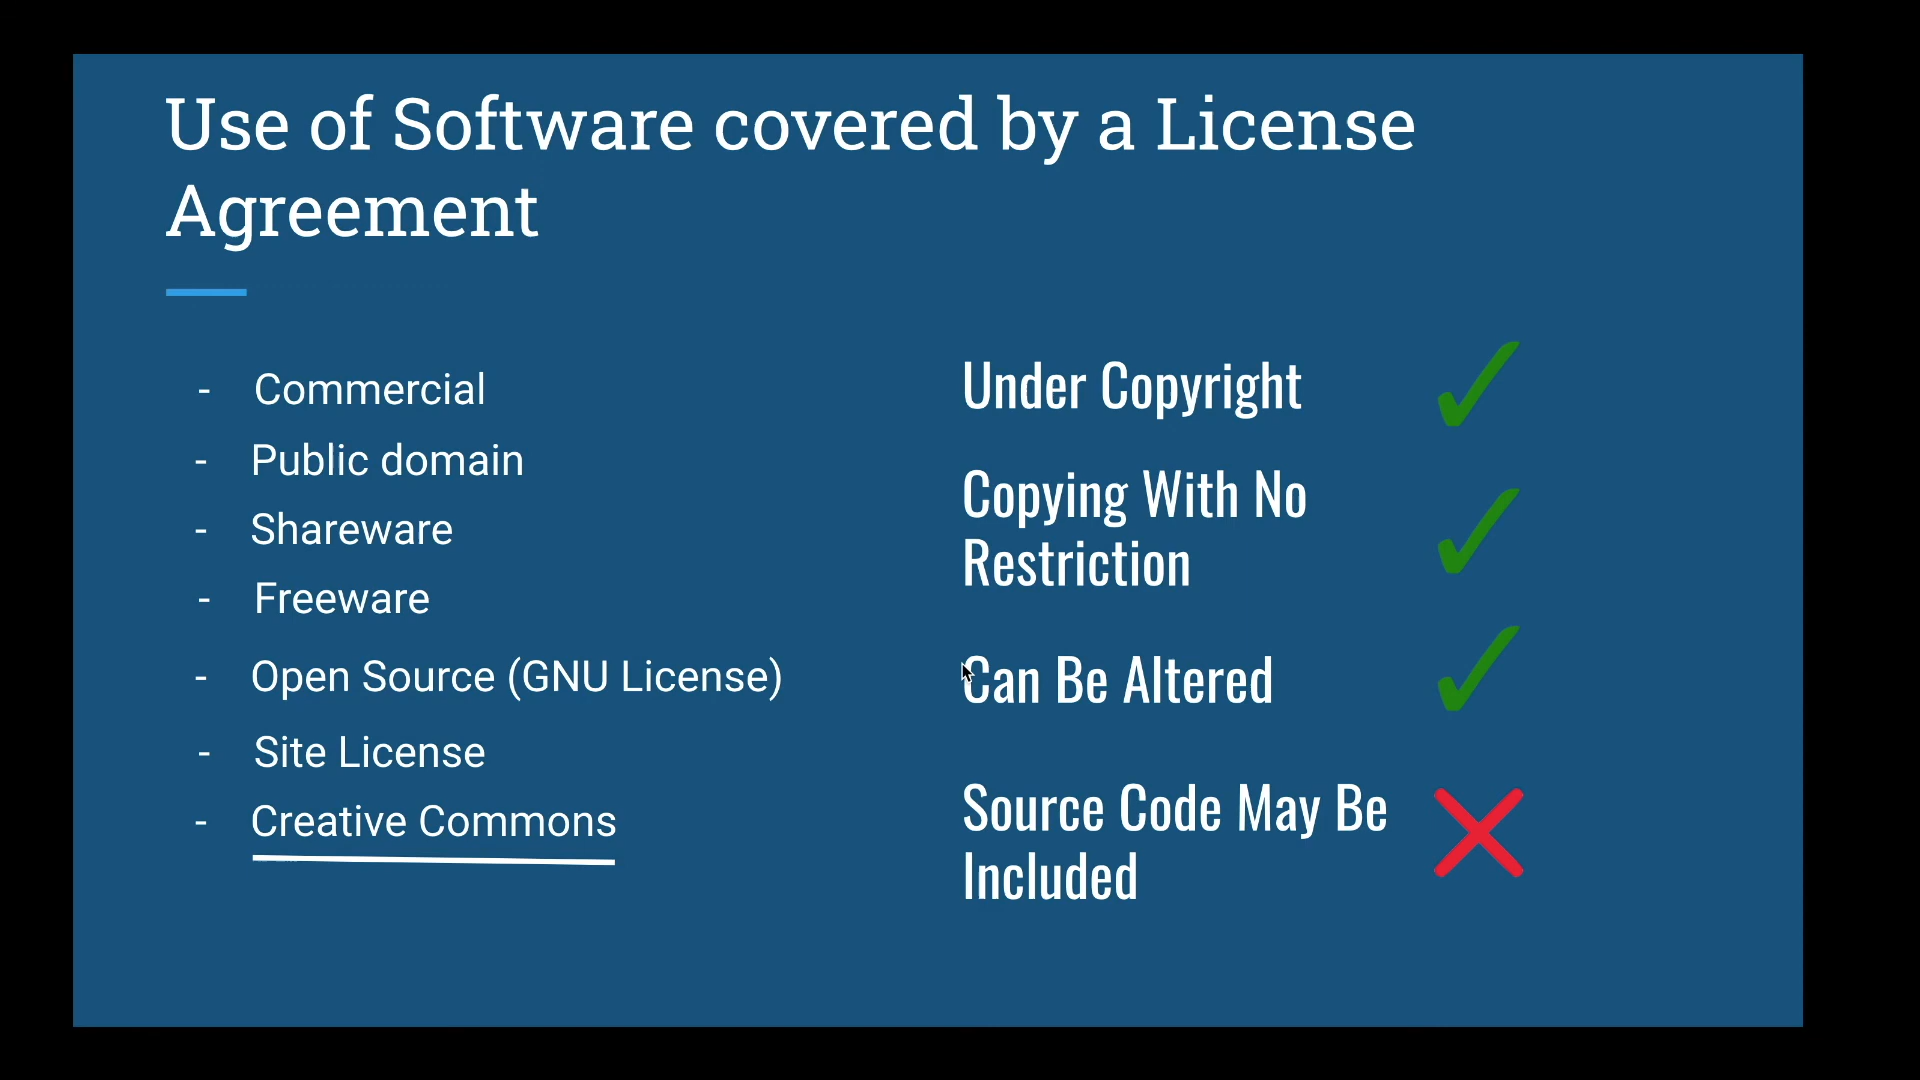 Use of Software covered by a License
Agreement
- Commercial
- Public domain
- Shareware
- Freeware
- Open Source (GNU License)
- Site License
- Creative Commons
Under Copyright
Copying With No
Restriction
Can Be Altered
Source Code May Be
Included